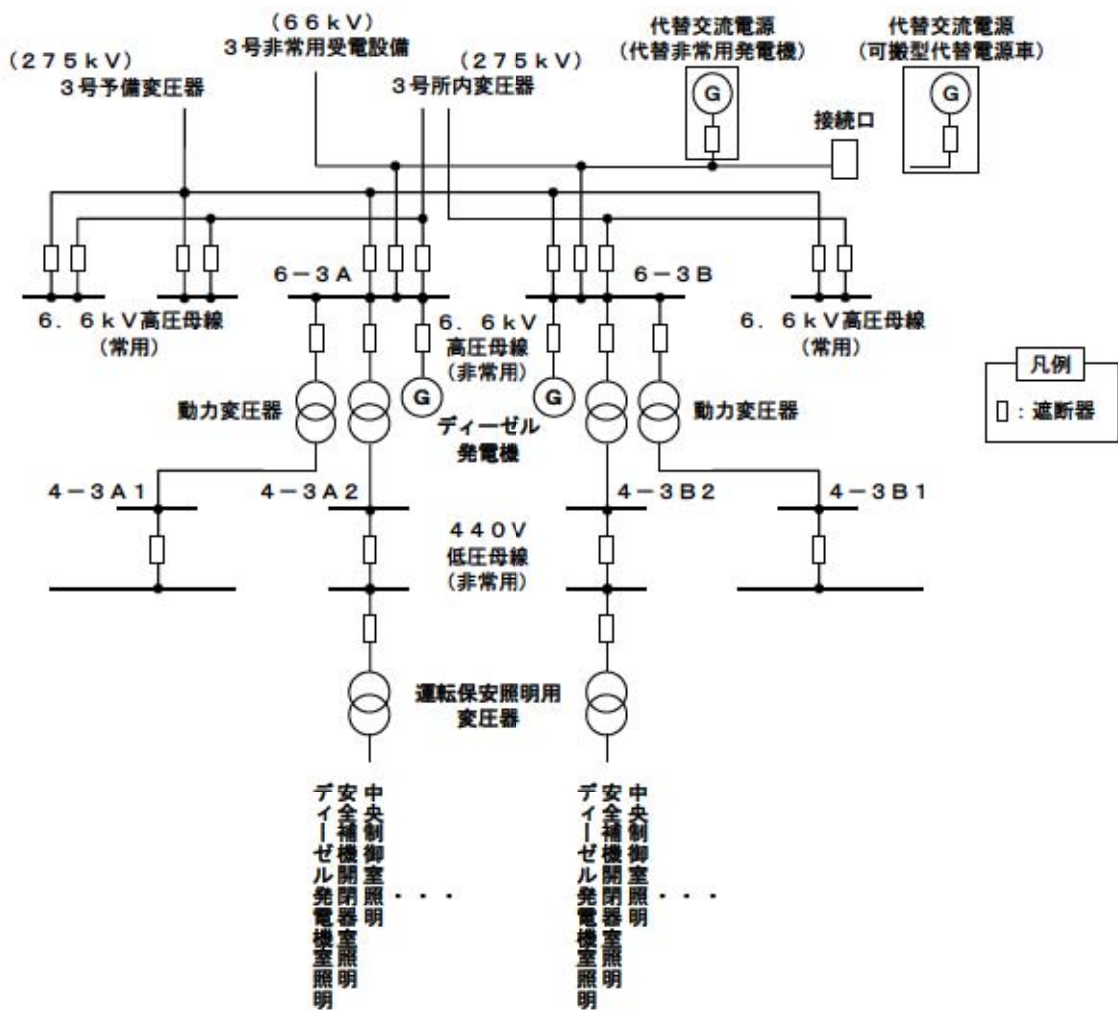 (66kV)
3号非常用受電設備
(275kV)
3号予備変圧器
(275kV)
3号所内変圧器
代替交流電源
(代替非常用発電機)
G
代替交流電源
(可搬型代替電源車)
G
接続口
6-3A
6-3B
6.6kV高圧母線
(常用)
6.6kV
高圧母線
(非常用)
6.6kV高圧母線
(常用)
凡例
:遮断器
動力変圧器
G
G
動力変圧器
ディーゼル
発電機
4-3A1
4-3A2
4-3B2
4-3B1
440V
低圧母線
(非常用)
運転保安照明用
変圧器
中央制御室照明
安全補機開閉器室照明
ディーゼル発電機室照明
・・・
中央制御室照明
安全補機開閉器室照明
ディーゼル発電機室照明
・・・